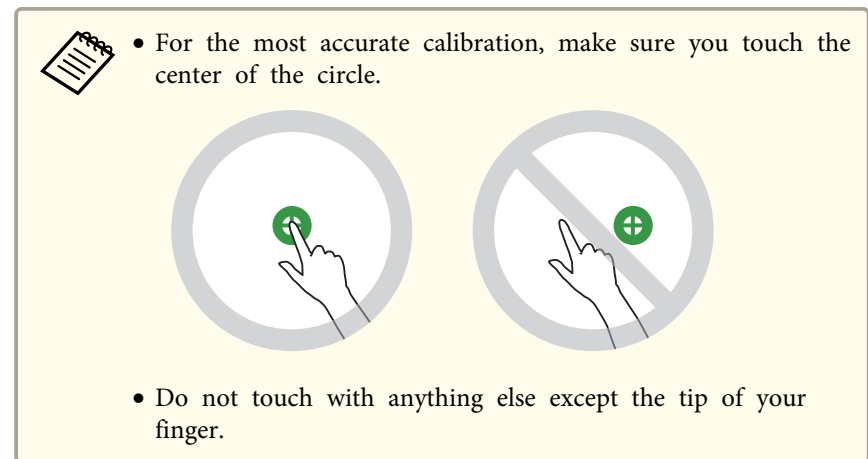 • For the most accurate calibration, make sure you touch the
center of the circle.
• Do not touch with anything else except the tip of your
finger.